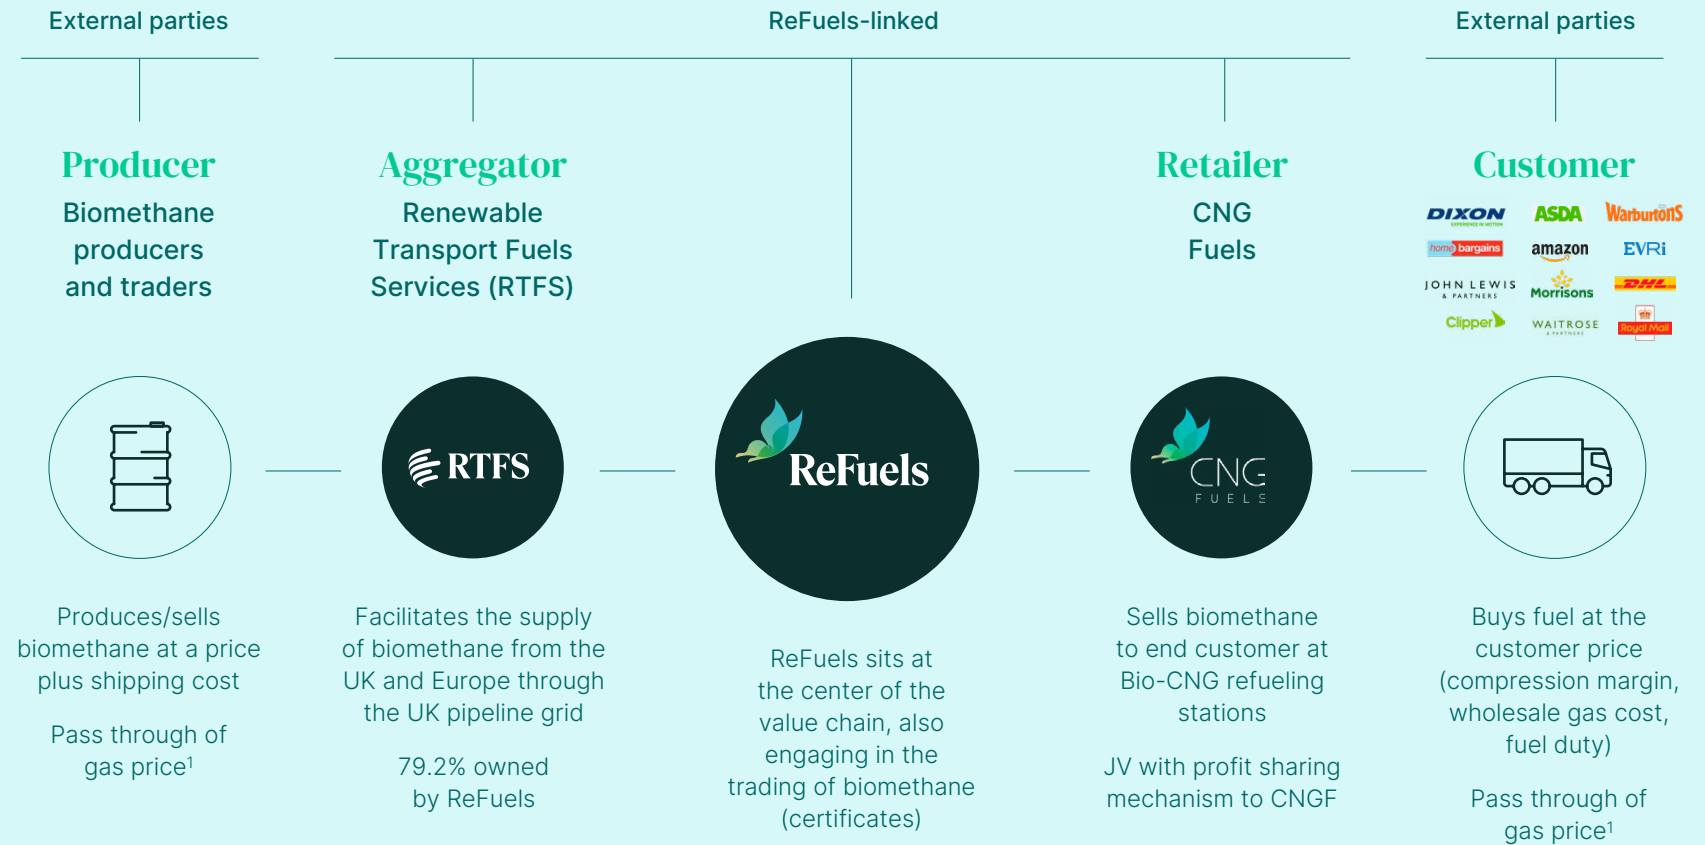 External parties
ReFuels-linked
External parties
Producer
Biomethane
producers
and traders
Aggregator
Renewable
Transport Fuels
Services (RTFS)
Retailer
CNG
Fuels
Customer
DIXON
EXPERIENCE IN MOTION
ASDA
Warburtons
home bargains
amazon
EVRi
JOHN LEWIS
& PARTNERS
Morrisons
DHL
Clipper
WAITROSE
& PARTNERS
Royal Mail
RTFS
ReFuels
CNG
FUELS
Produces/sells
biomethane at a price
plus shipping cost
Pass through of
gas price¹
Facilitates the supply
of biomethane from the
UK and Europe through
the UK pipeline grid
79.2% owned
by ReFuels
ReFuels sits at
the center of the
value chain, also
engaging in the
trading of biomethane
(certificates)
Sells biomethane
to end customer at
Bio-CNG refueling
stations
JV with profit sharing
mechanism to CNGF
Buys fuel at the
customer price
(compression margin,
wholesale gas cost,
fuel duty)
Pass through of
gas price¹